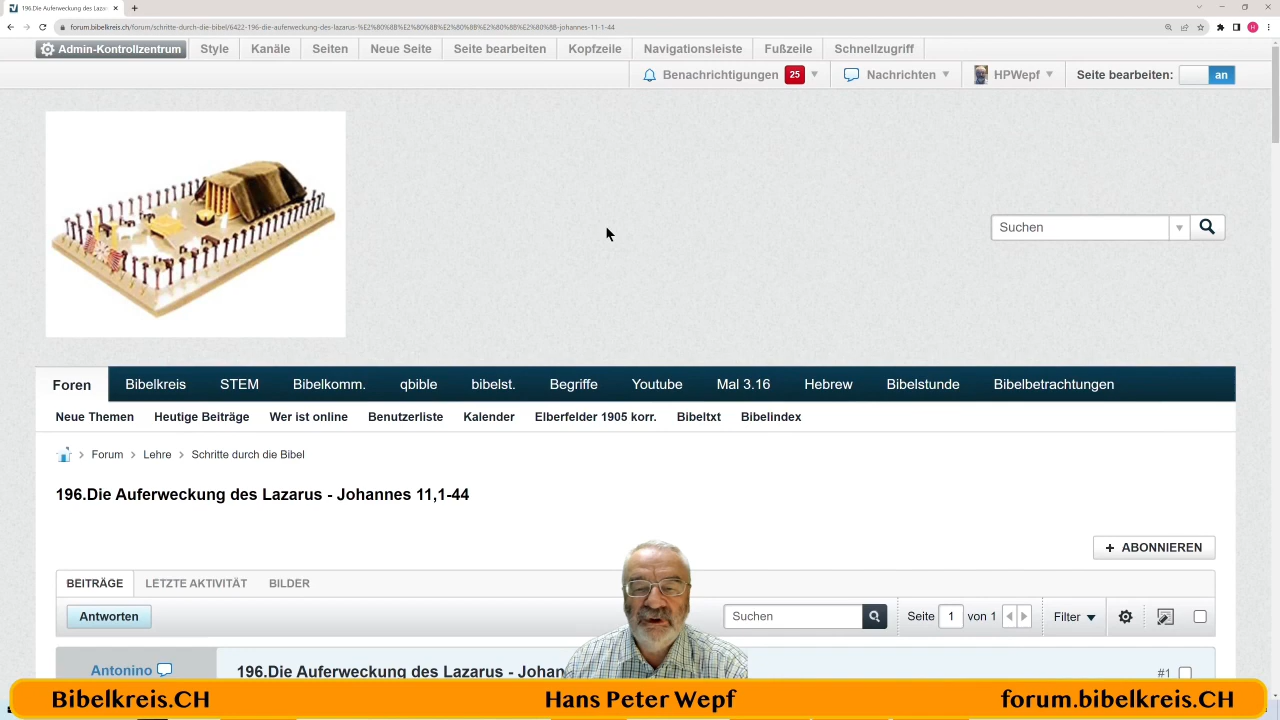 196.Die Auferweckung des Lazarus
forum.bibelkreis.ch/forum/schritte-durch-die-bibel/6422-196-die-auferweckung-des-lazarus-%E2%80%8B%E2%80%8B%E2%80%8B%E2%80%8B%E2%80%8B-johannes-11-1-44
Admin-Kontrollzentrum Style Kanäle Seiten Neue Seite Seite bearbeiten Kopfzeile Navigationsleiste Fußzeile Schnellzugriff
Benachrichtigungen 25 Nachrichten HPWepf Seite bearbeiten: an
Suchen
Foren Bibelkreis STEM Bibelkomm. qbible bibelst. Begriffe Youtube Mal 3.16 Hebrew Bibelstunde Bibelbetrachtungen
Neue Themen Heutige Beiträge Wer ist online Benutzerliste Kalender Elberfelder 1905 korr. Bibeltxt Bibelindex
Forum Lehre Schritte durch die Bibel
196.Die Auferweckung des Lazarus - Johannes 11,1-44
+ ABONNIEREN
BEITRÄGE LETZTE AKTIVITÄT BILDER
Antworten Suchen Seite 1 von 1 Filter
Antonino 196.Die Auferweckung des Lazarus - Johan #1
Bibelkreis.CH Hans Peter Wepf forum.bibelkreis.CH